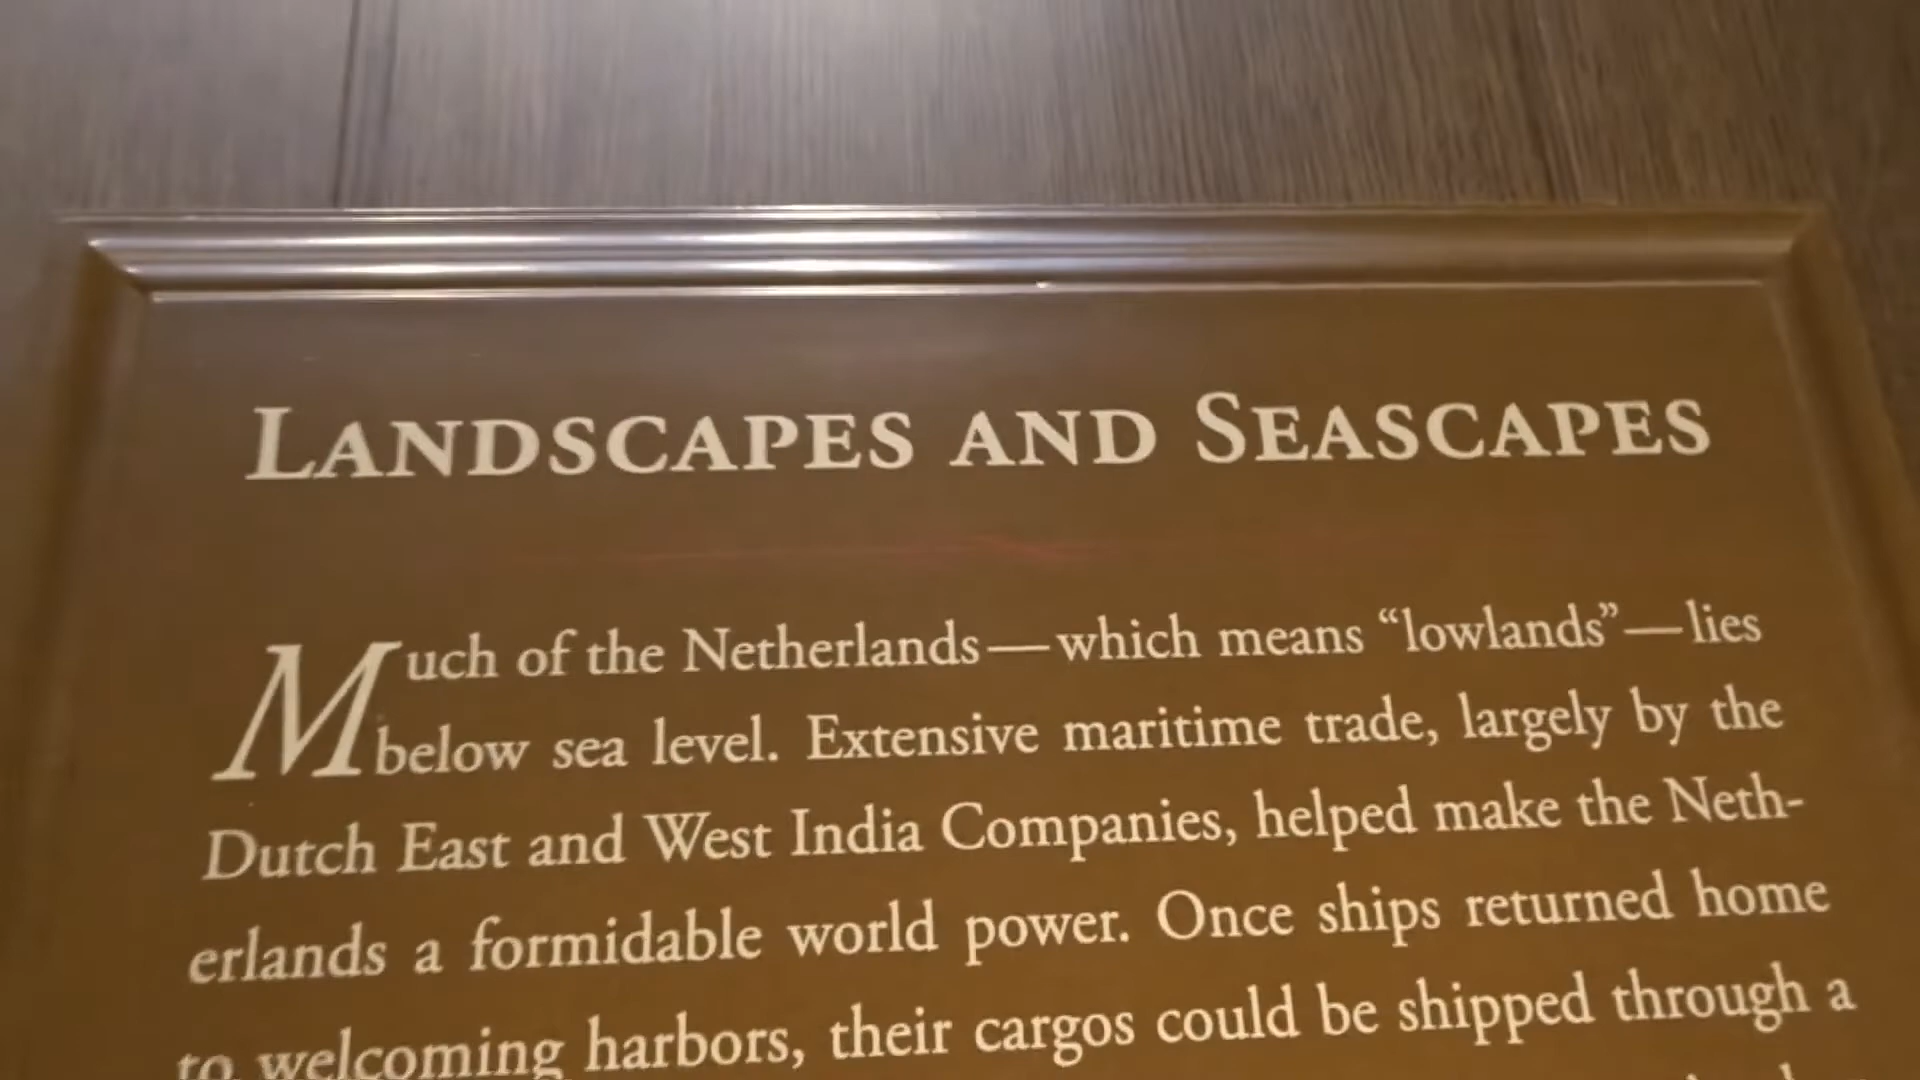 LANDSCAPES AND SEASCAPES
Much of the Netherlands—which means “lowlands”—lies
below sea level. Extensive maritime trade, largely by the
Dutch East and West India Companies, helped make the Neth-
erlands a formidable world power. Once ships returned home
to welcoming harbors, their cargos could be shipped through a